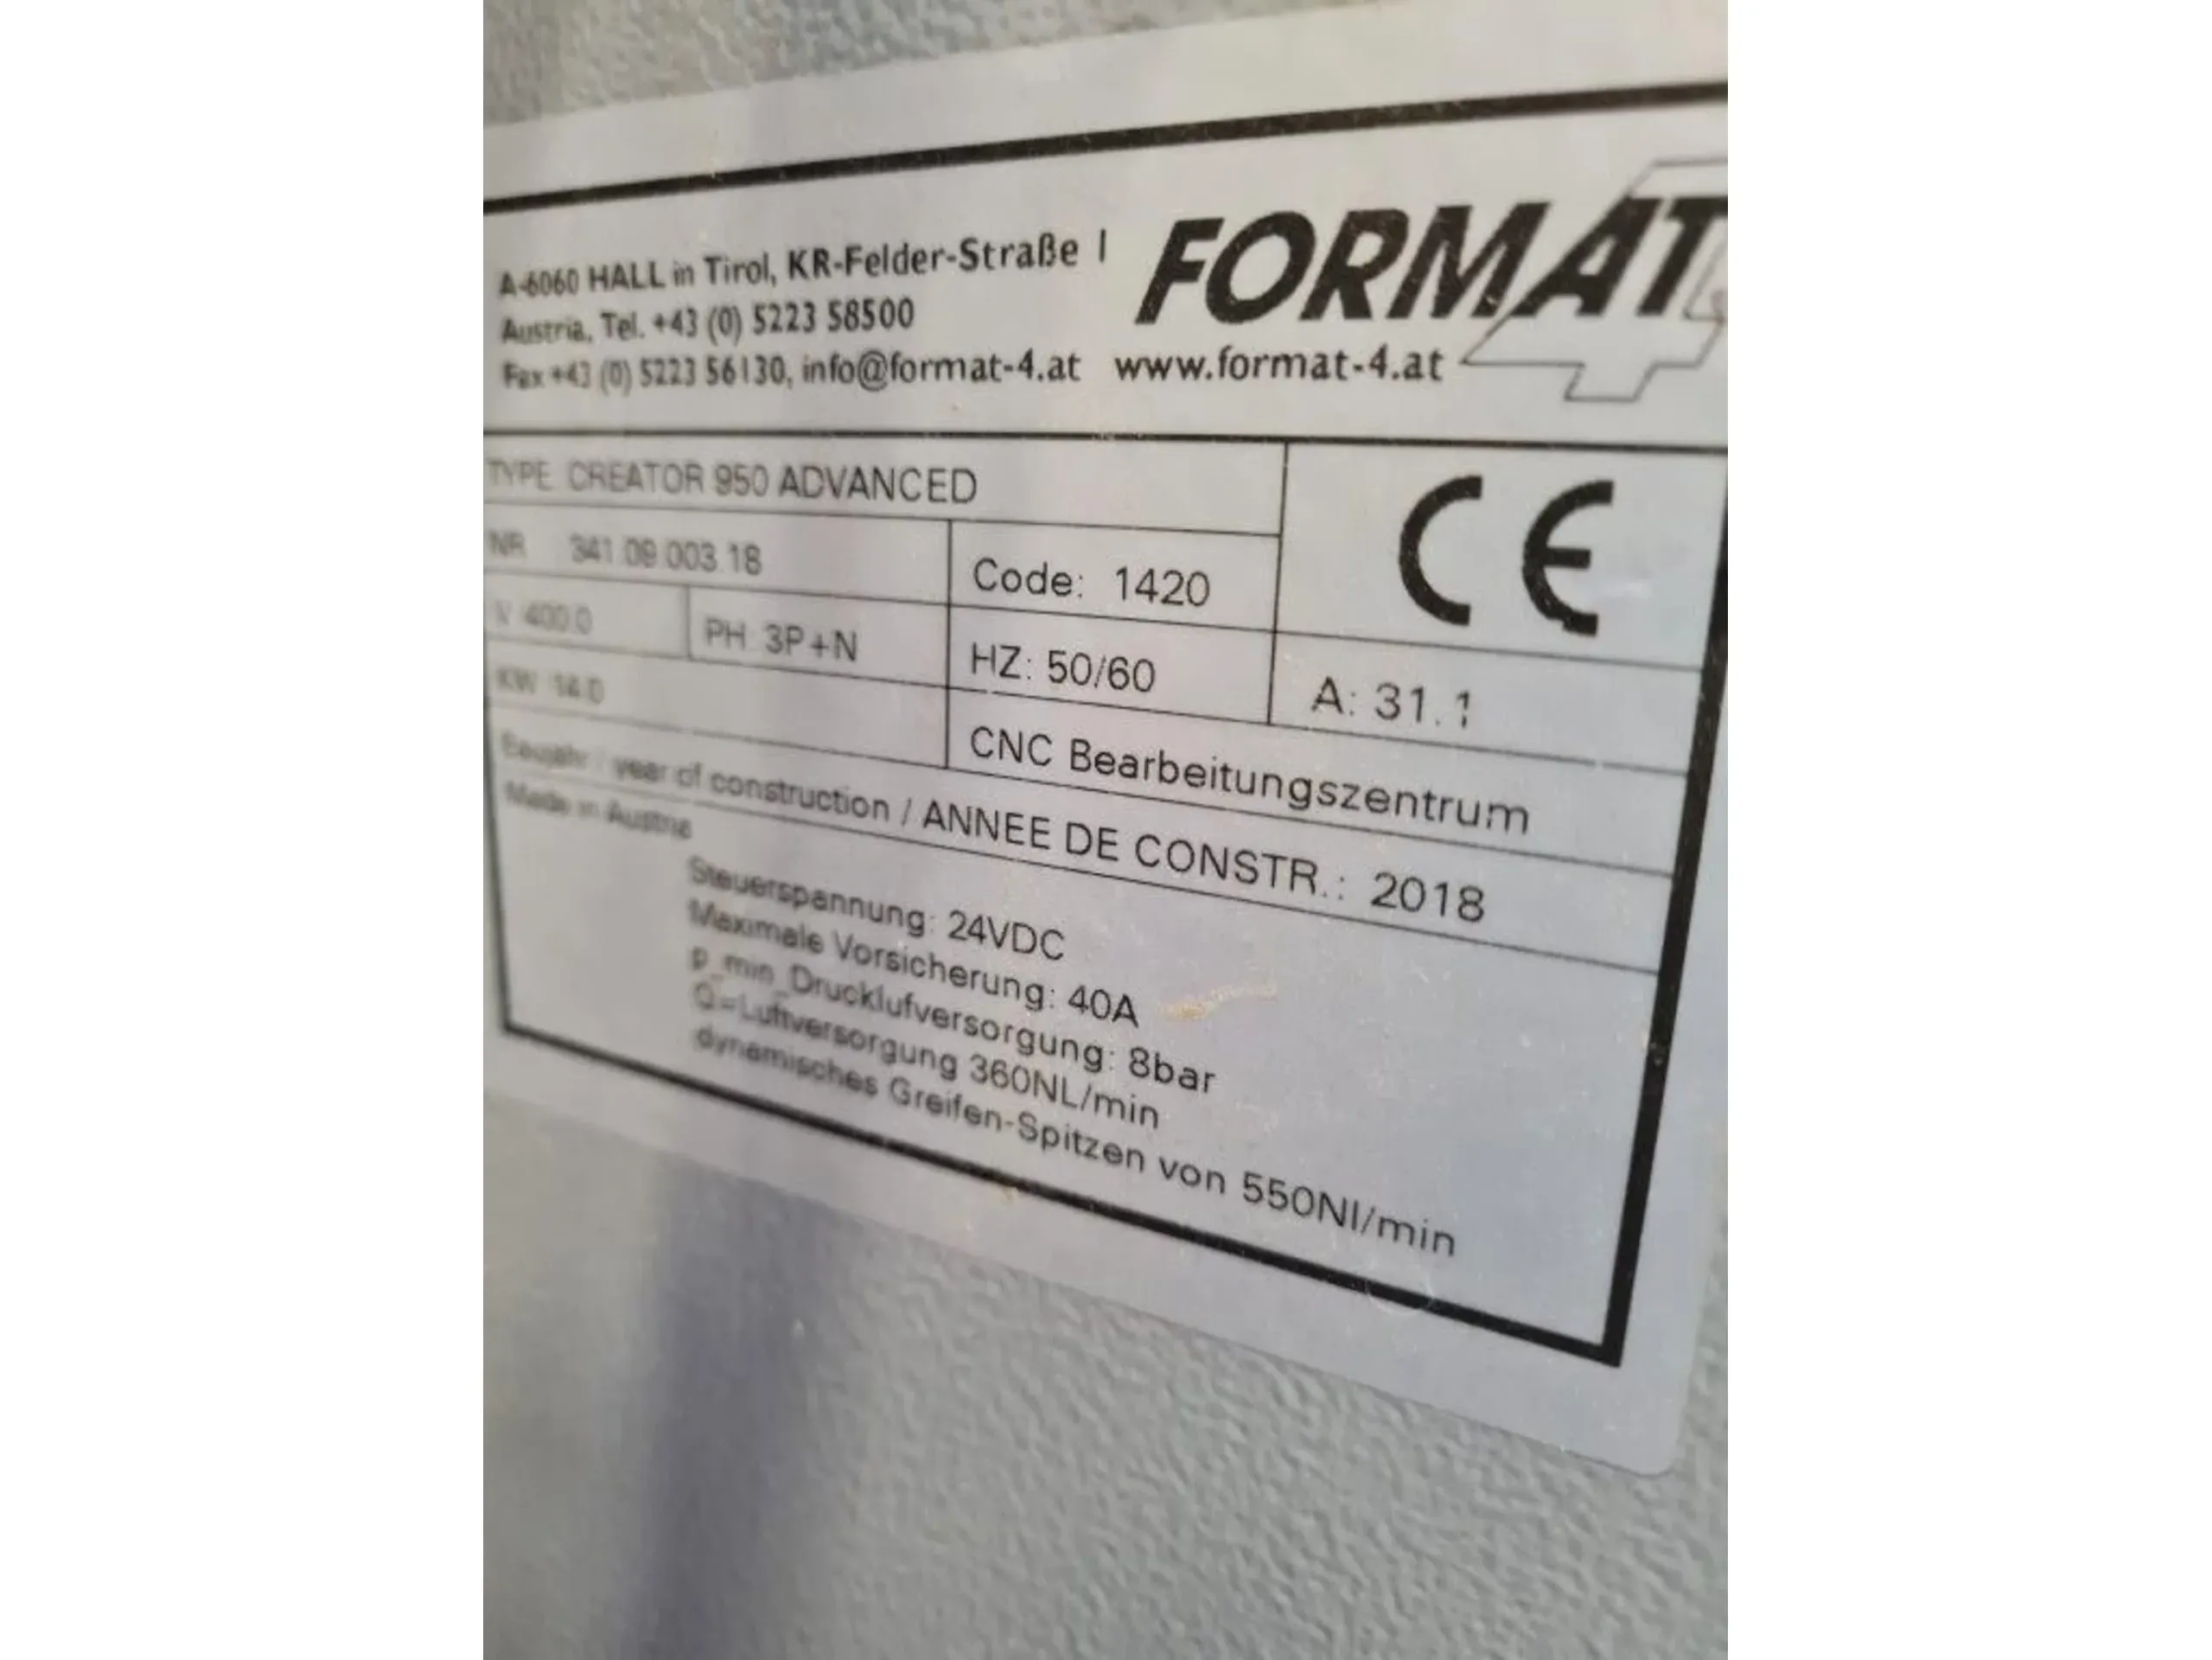 FORMAT 4
A-6060 HALL in Tirol, KR-Felder-Straße 1
Austria, Tel. +43 (0) 5223 58500
Fax +43 (0) 5223 56130, info@format-4.at www.format-4.at
TYPE CREATOR 950 ADVANCED
CE
NR 341.09.003.18 Code: 1420
V 400.0 PH 3P+N HZ: 50/60 A: 31.1
KW 14.0 CNC Bearbeitungszentrum
Baujahr / year of construction / ANNEE DE CONSTR.: 2018
Made in Austria
Steuerspannung: 24VDC
Maximale Vorsicherung: 40A
p_min_Drucklufversorgung: 8bar
Q=Luftversorgung 360NL/min
dynamisches Greifen-Spitzen von 550Nl/min